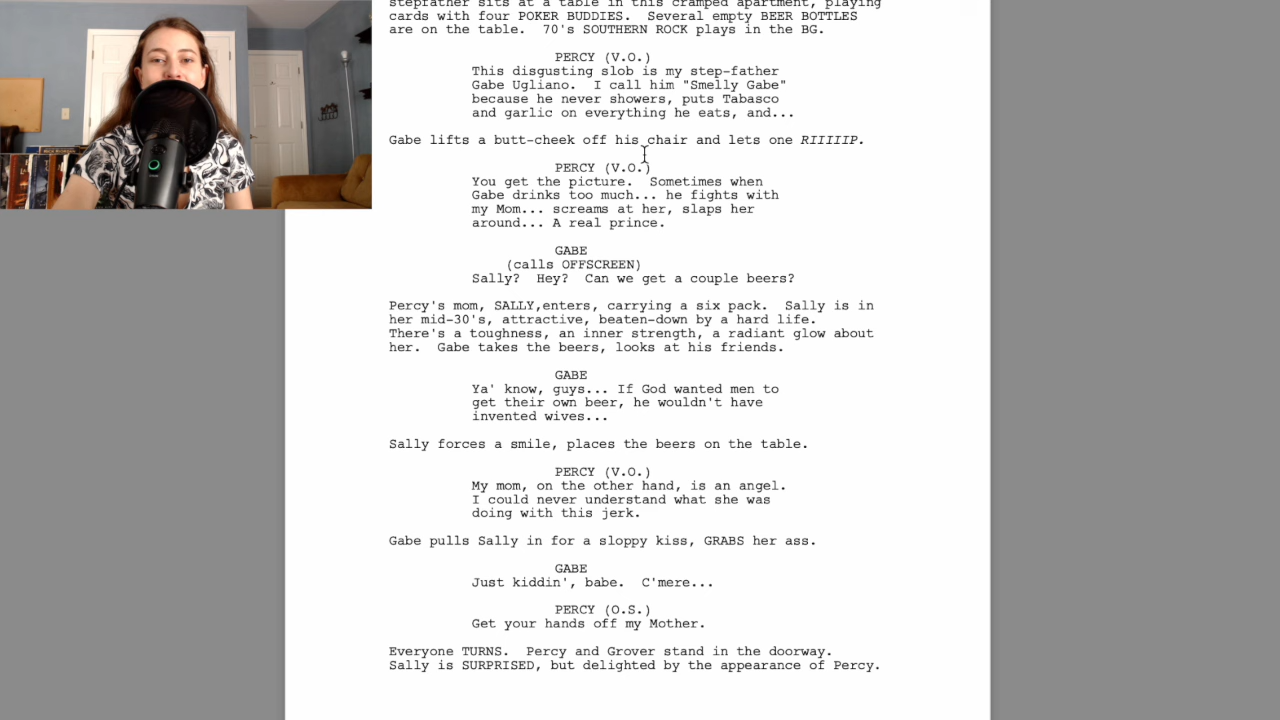 stepfather sits at a table in this cramped apartment, playing
cards with four POKER BUDDIES.  Several empty BEER BOTTLES
are on the table.  70's SOUTHERN ROCK plays in the BG.
PERCY (V.O.)
This disgusting slob is my step-father
Gabe Ugliano.  I call him "Smelly Gabe"
because he never showers, puts Tabasco
and garlic on everything he eats, and...
Gabe lifts a butt-cheek off his chair and lets one RIIIIIP.
PERCY (V.O.)
You get the picture.  Sometimes when
Gabe drinks too much... he fights with
my Mom... screams at her, slaps her
around... A real prince.
GABE
(calls OFFSCREEN)
Sally?  Hey?  Can we get a couple beers?
Percy's mom, SALLY,enters, carrying a six pack.  Sally is in
her mid-30's, attractive, beaten-down by a hard life.
There's a toughness, an inner strength, a radiant glow about
her.  Gabe takes the beers, looks at his friends.
GABE
Ya' know, guys... If God wanted men to
get their own beer, he wouldn't have
invented wives...
Sally forces a smile, places the beers on the table.
PERCY (V.O.)
My mom, on the other hand, is an angel.
I could never understand what she was
doing with this jerk.
Gabe pulls Sally in for a sloppy kiss, GRABS her ass.
GABE
Just kiddin', babe.  C'mere...
PERCY (O.S.)
Get your hands off my Mother.
Everyone TURNS.  Percy and Grover stand in the doorway.
Sally is SURPRISED, but delighted by the appearance of Percy.